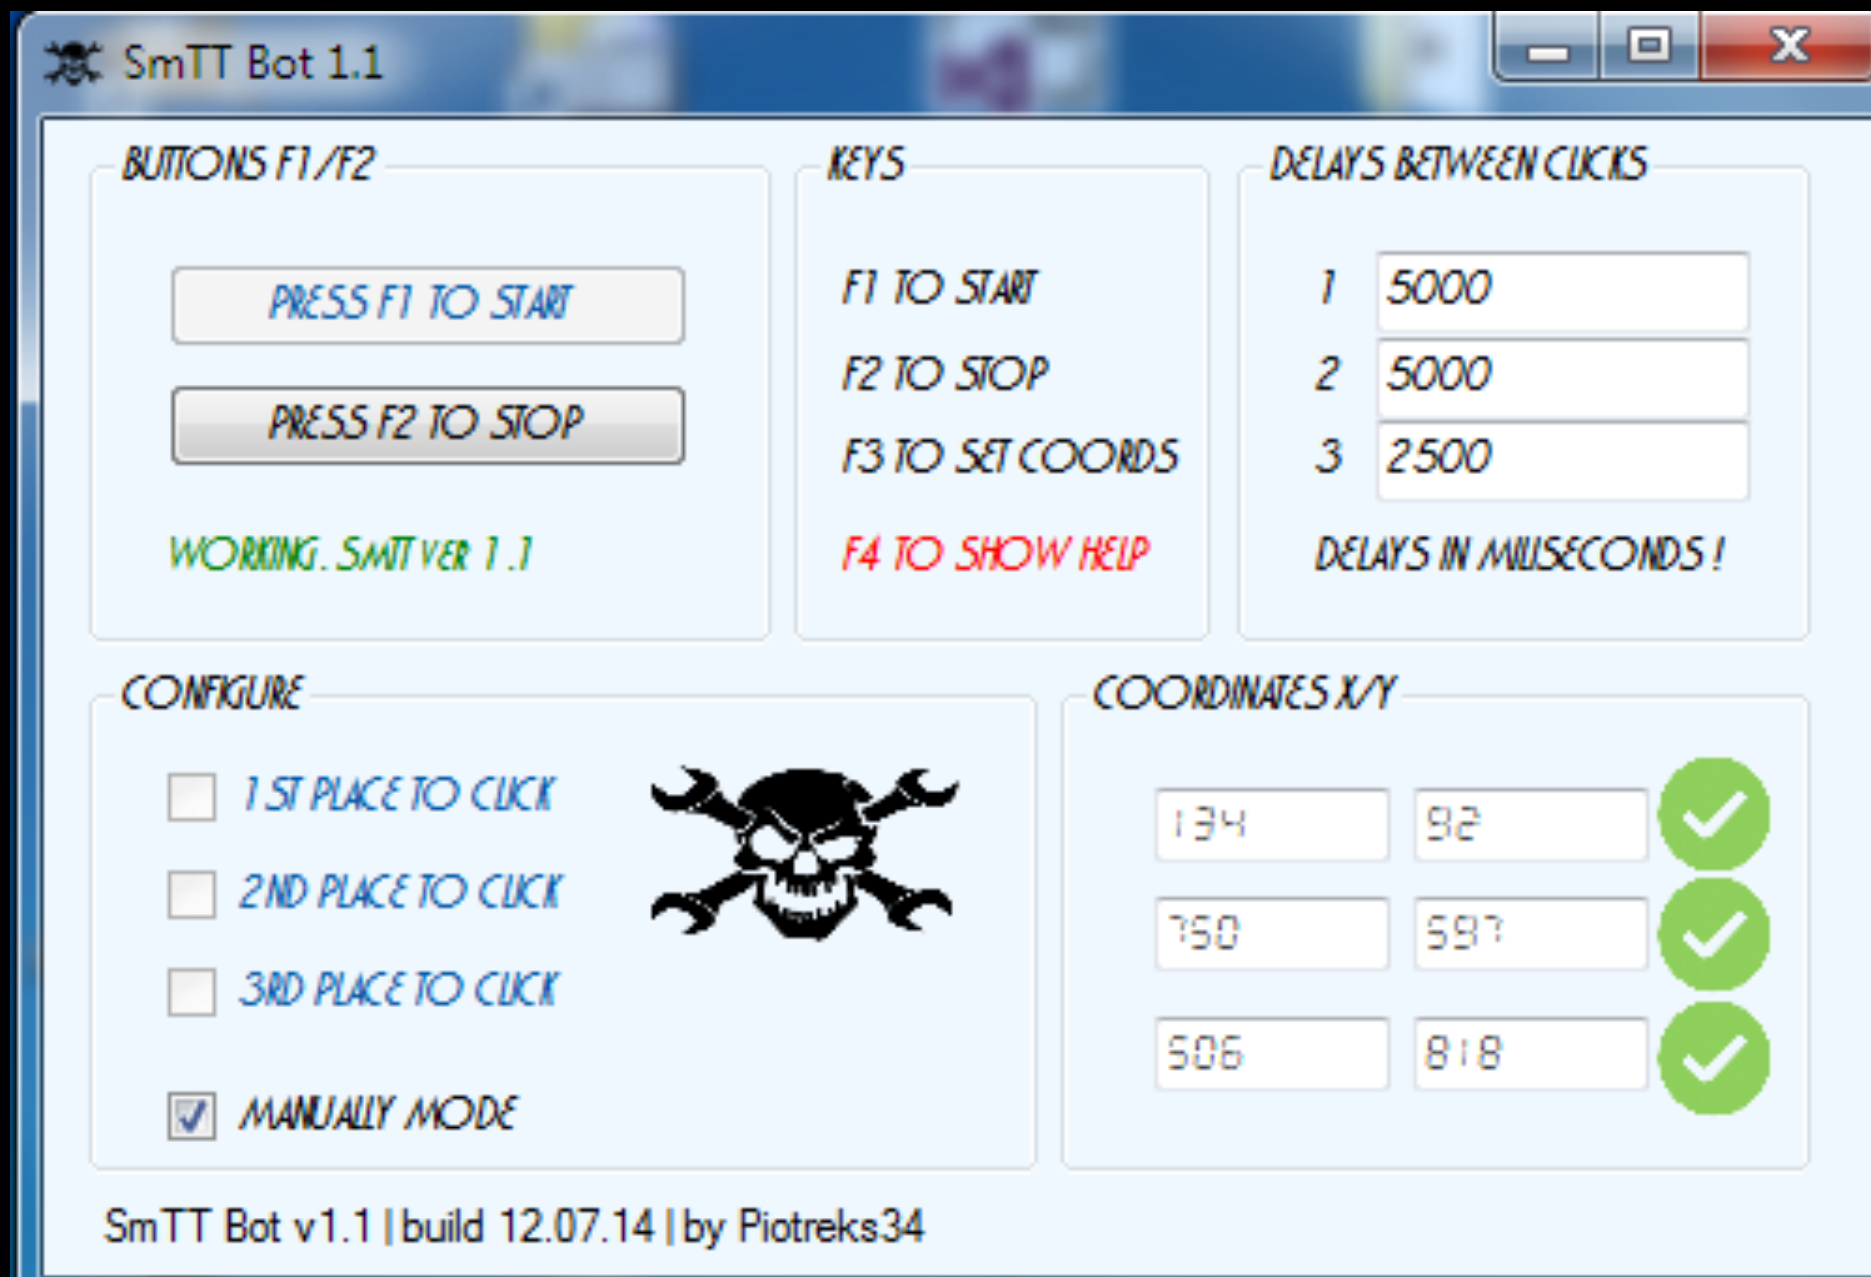 SmTT Bot 1.1
BUTTONS F1/F2
PRESS F1 TO START
PRESS F2 TO STOP
WORKING. SMTT VER 1.1
KEYS
F1 TO START
F2 TO STOP
F3 TO SET COORDS
F4 TO SHOW HELP
DELAYS BETWEEN CLICKS
1 5000
2 5000
3 2500
DELAYS IN MILISECONDS !
CONFIGURE
1ST PLACE TO CLICK
2ND PLACE TO CLICK
3RD PLACE TO CLICK
MANUALLY MODE
COORDINATES X/Y
134 92
750 597
506 818
SmTT Bot v1.1 | build 12.07.14 | by Piotreks34